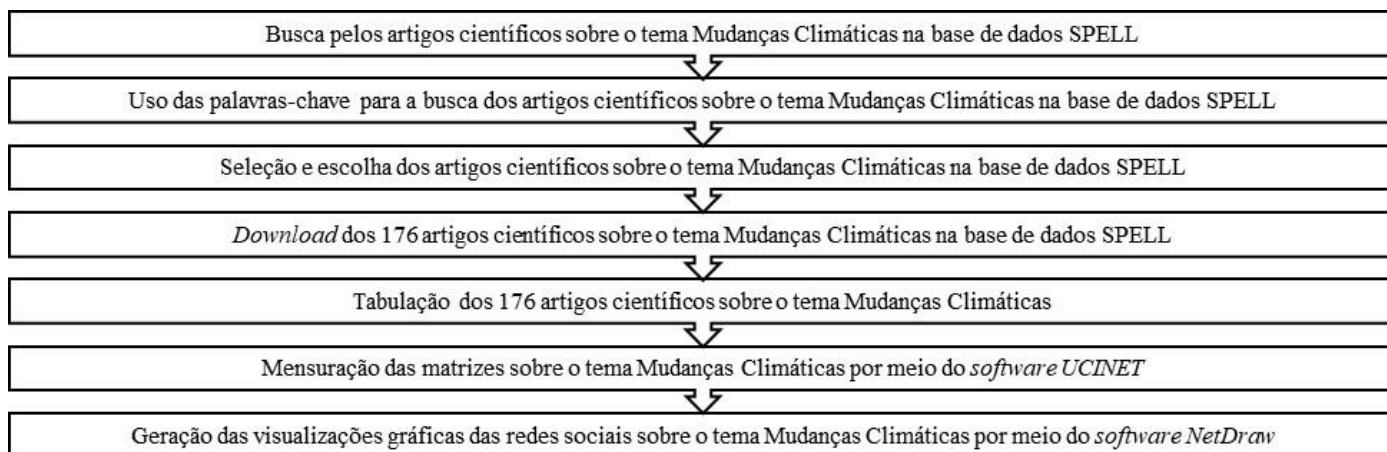 Busca pelos artigos científicos sobre o tema Mudanças Climáticas na base de dados SPELL
Uso das palavras-chave para a busca dos artigos científicos sobre o tema Mudanças Climáticas na base de dados SPELL
Seleção e escolha dos artigos científicos sobre o tema Mudanças Climáticas na base de dados SPELL
Download dos 176 artigos científicos sobre o tema Mudanças Climáticas na base de dados SPELL
Tabulação dos 176 artigos científicos sobre o tema Mudanças Climáticas
Mensuração das matrizes sobre o tema Mudanças Climáticas por meio do software UCINET
Geração das visualizações gráficas das redes sociais sobre o tema Mudanças Climáticas por meio do software NetDraw